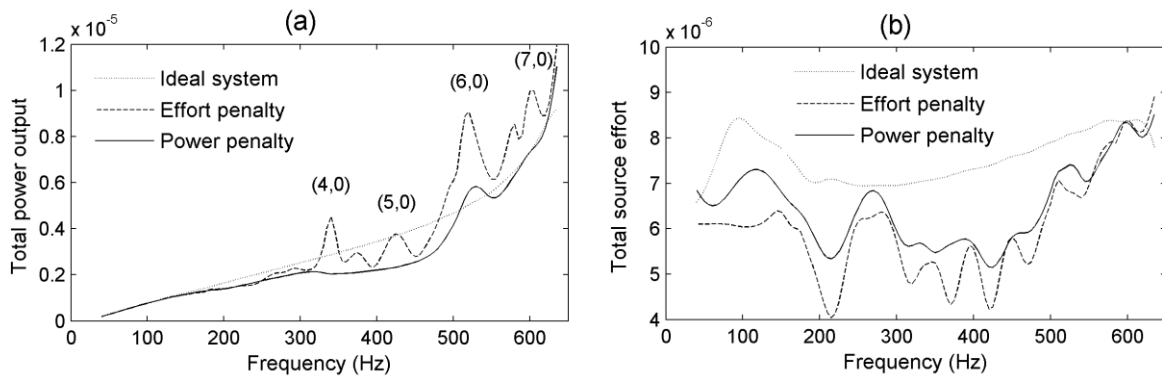 (a)
x 10⁻⁵
1.2
1
0.8
0.6
0.4
0.2
0
Total power output
Ideal system
Effort penalty
Power penalty
(4,0)
(5,0)
(6,0)
(7,0)
0 100 200 300 400 500 600
Frequency (Hz)
(b)
x 10⁻⁶
10
9
8
7
6
5
4
Total source effort
Ideal system
Effort penalty
Power penalty
0 100 200 300 400 500 600
Frequency (Hz)